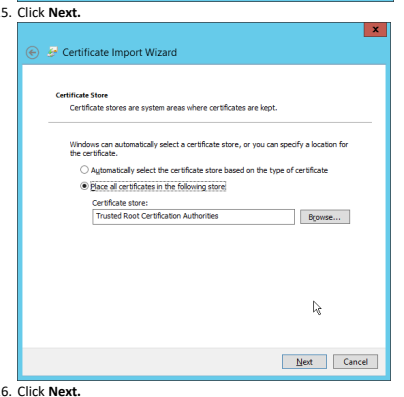 5. Click Next.
x
Certificate Import Wizard
Certificate Store
Certificate stores are system areas where certificates are kept.
Windows can automatically select a certificate store, or you can specify a location for
the certificate.
Automatically select the certificate store based on the type of certificate
Place all certificates in the following store
Certificate store:
Trusted Root Certification Authorities
Browse...
Next
Cancel
6. Click Next.